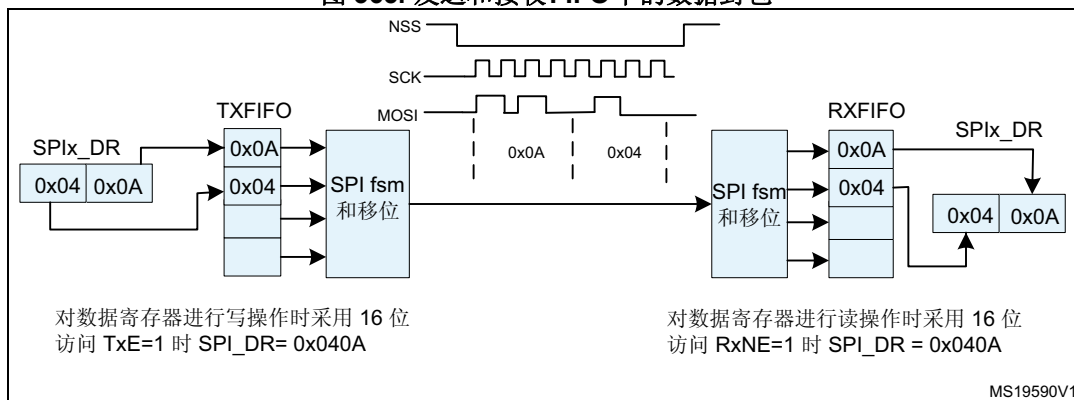 NSS
SCK
MOSI
TXFIFO
RXFIFO
SPIx_DR
SPIx_DR
0x0A
0x04
0x0A
0x04
0x0A
0x0A
0x04
0x04
SPI fsm
和移位
SPI fsm
和移位
0x04
0x0A
对数据寄存器进行写操作时采用 16 位
访问 TxE=1 时 SPI_DR= 0x040A
对数据寄存器进行读操作时采用 16 位
访问 RxNE=1 时 SPI_DR = 0x040A
MS19590V1